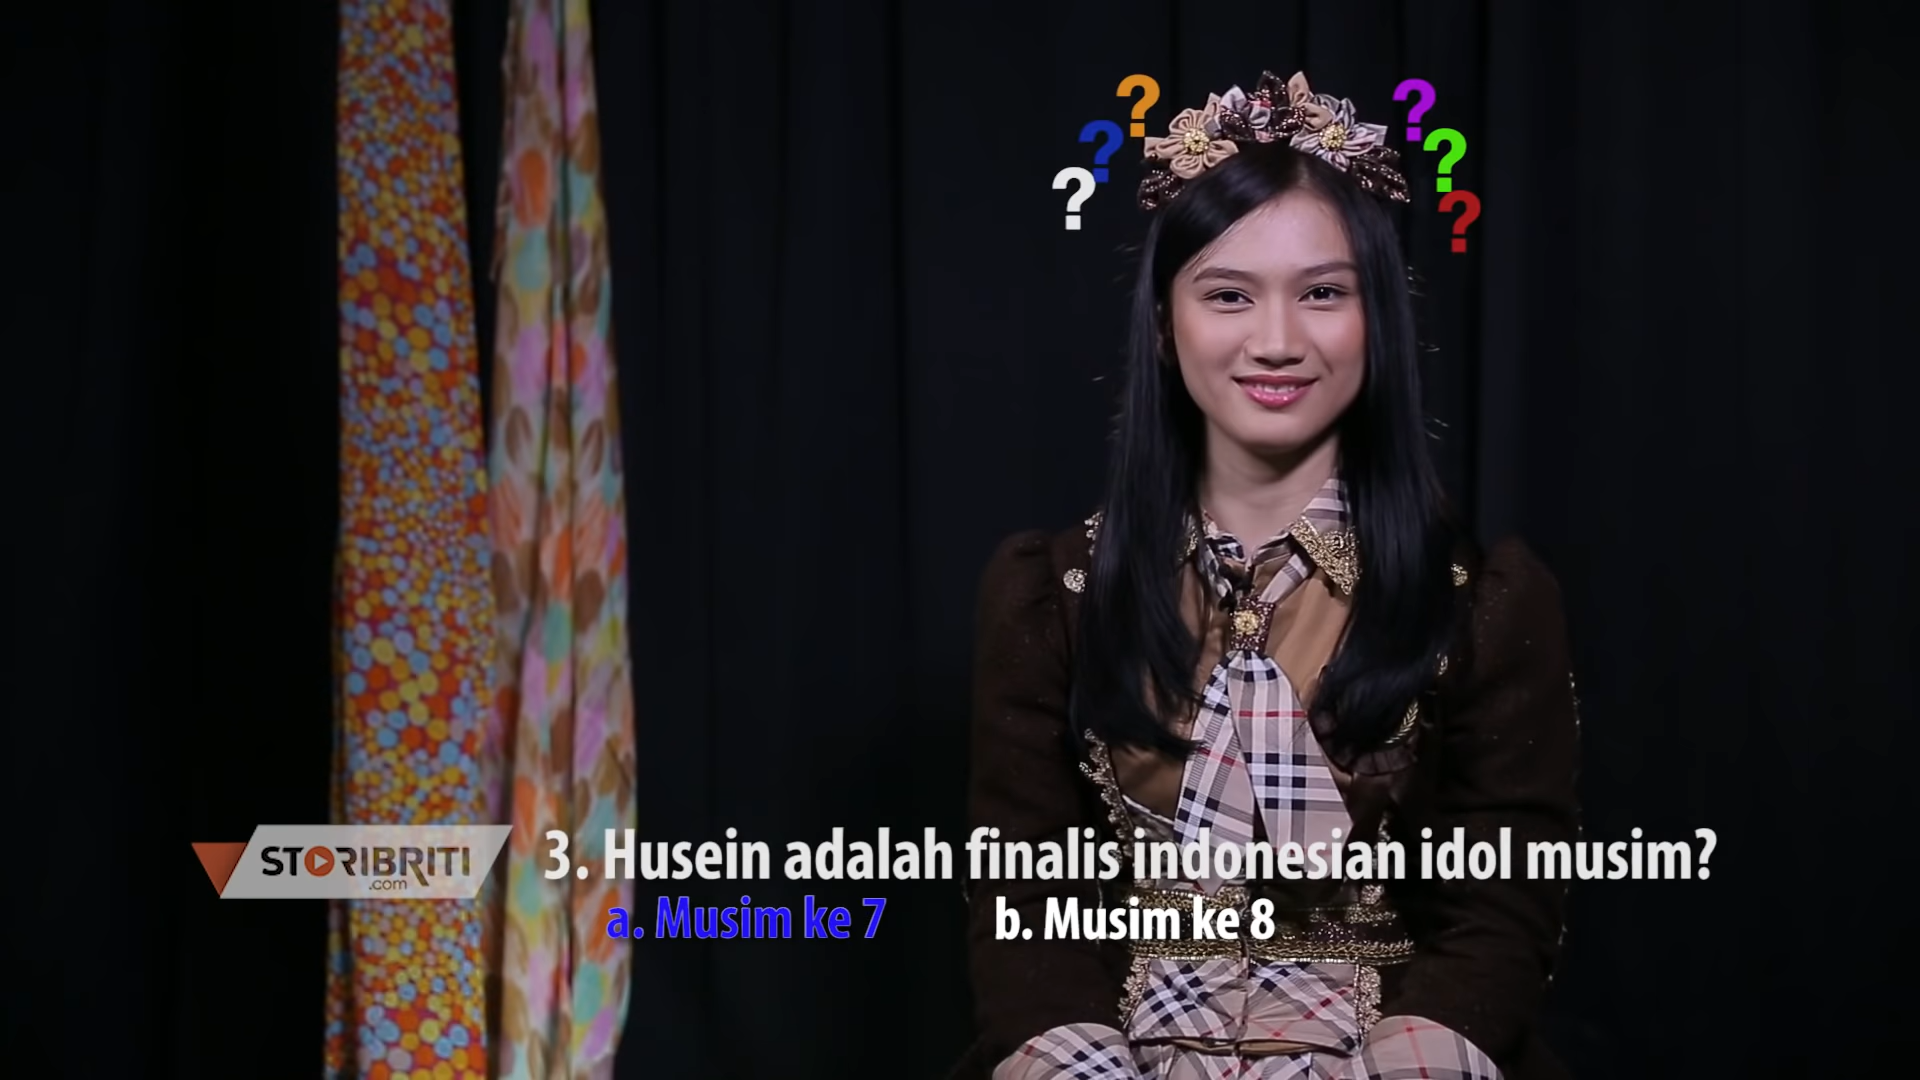 ? ? ? ? ? ?
STORIBRITI
.com
3. Husein adalah finalis indonesian idol musim?
a. Musim ke 7 b. Musim ke 8